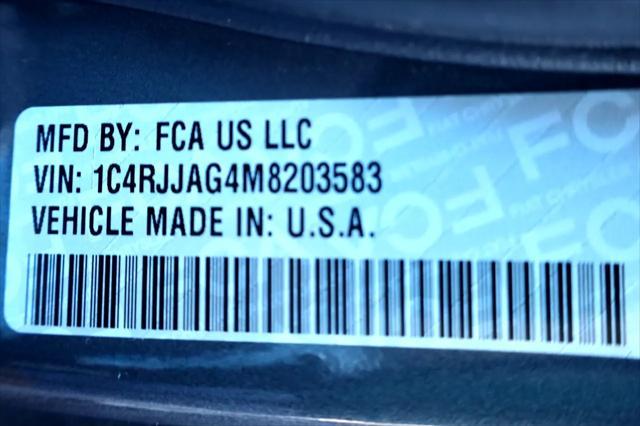 MFD BY: FCA US LLC
VIN: 1C4RJJAG4M8203583
VEHICLE MADE IN: U.S.A.